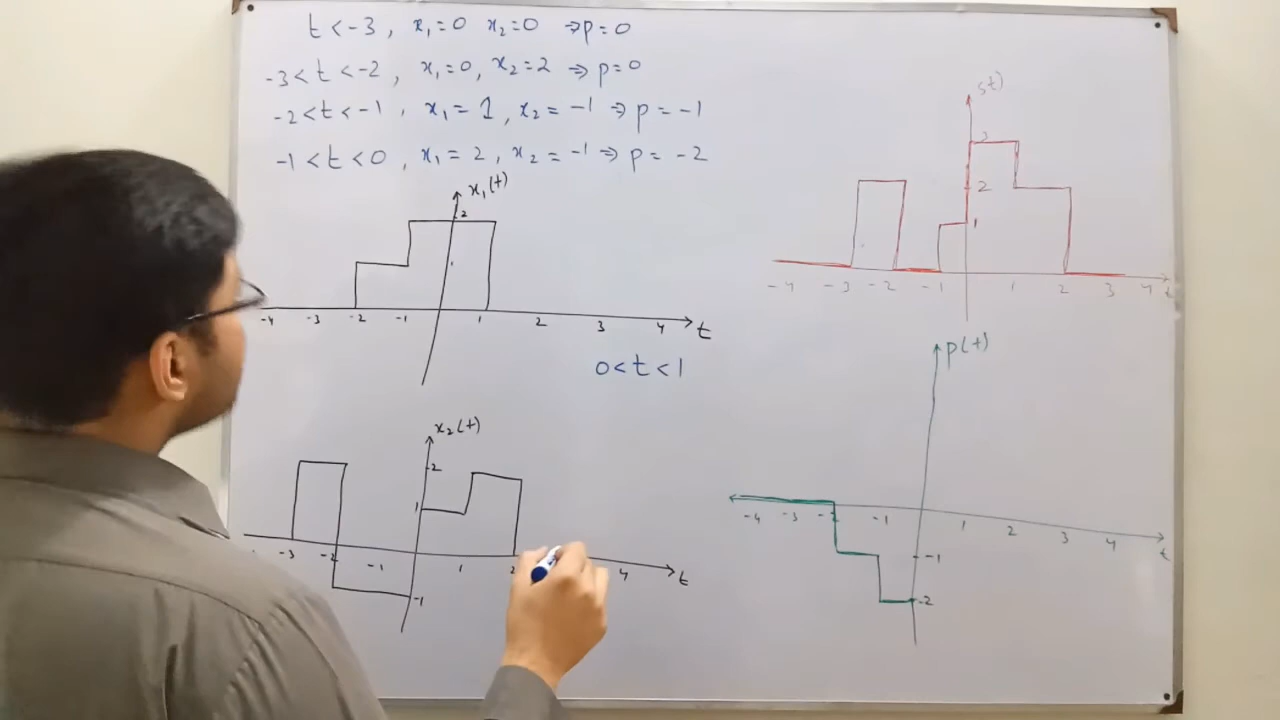 t < -3 , x₁=0 x₂=0 ⇒p=0
-3<t<-2 , x₁=0, x₂=2 ⇒ p=0
-2<t<-1 , x₁= 1 , x₂= -1 ⇒ p = -1
-1<t<0 , x₁= 2 , x₂= -1 ⇒ p= -2
x₁(t)
2
1
-4 -3 -2 -1 1 2 3 4 t
0<t<1
x₂(t)
2
1
-3 -2 -1 1 2 4 t
-1
s(t)
3
2
1
-4 -3 -2 -1 1 2 3 4 t
p(t)
-4 -3 -2 -1 1 2 3 4 t
-1
-2